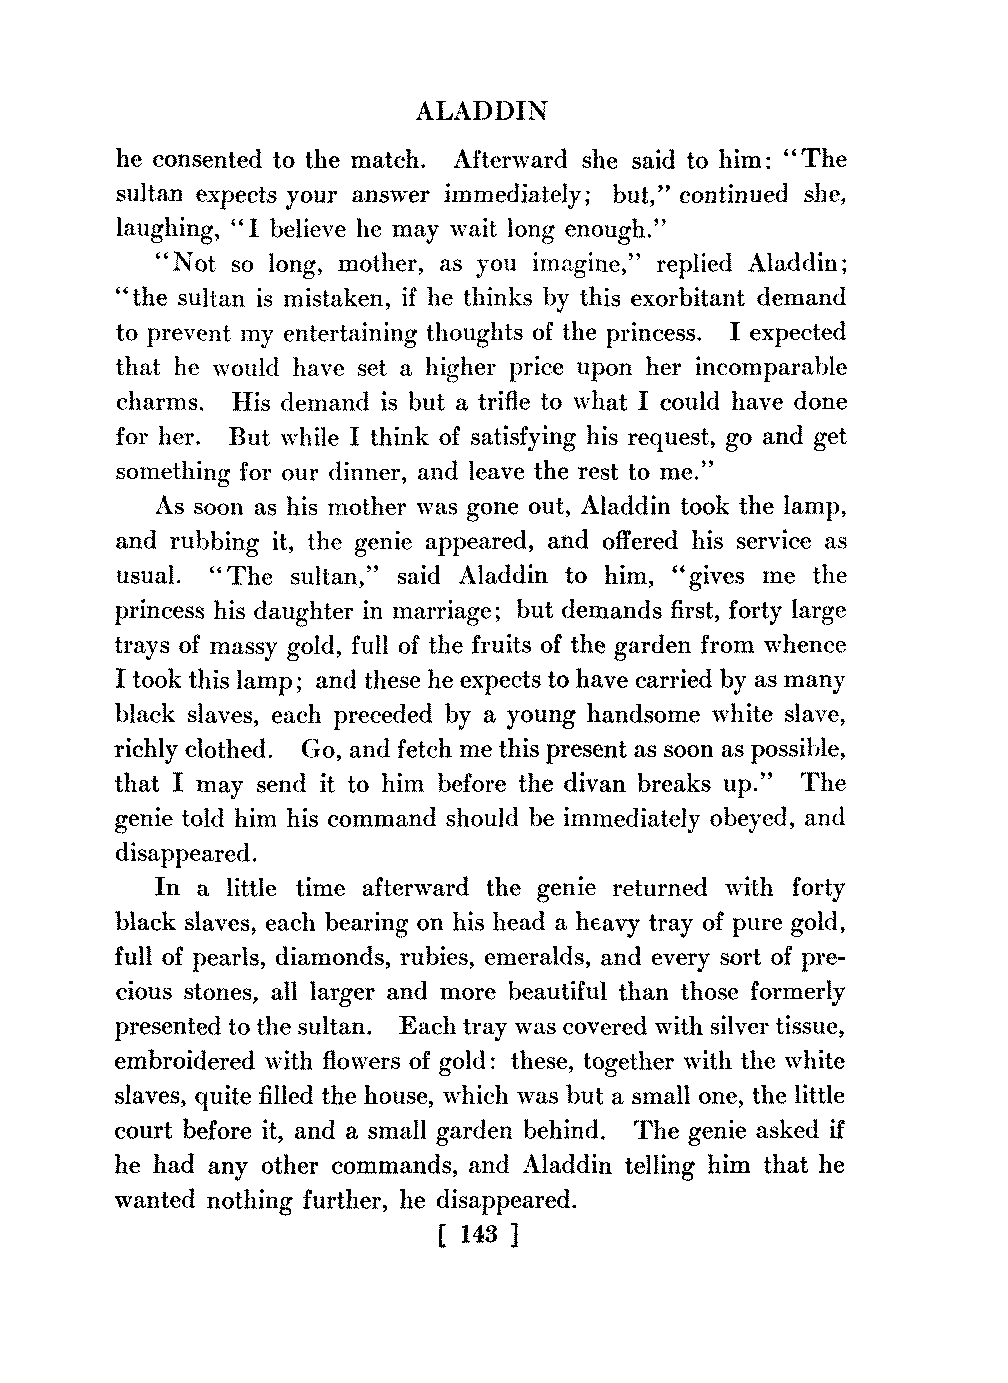 ALADDIN
he consented to the match. Afterward she said to him: “The
sultan expects your answer immediately; but,” continued she,
laughing, “I believe he may wait long enough.”
“Not so long, mother, as you imagine,” replied Aladdin;
“the sultan is mistaken, if he thinks by this exorbitant demand
to prevent my entertaining thoughts of the princess. I expected
that he would have set a higher price upon her incomparable
charms. His demand is but a trifle to what I could have done
for her. But while I think of satisfying his request, go and get
something for our dinner, and leave the rest to me.”
As soon as his mother was gone out, Aladdin took the lamp,
and rubbing it, the genie appeared, and offered his service as
usual. “The sultan,” said Aladdin to him, “gives me the
princess his daughter in marriage; but demands first, forty large
trays of massy gold, full of the fruits of the garden from whence
I took this lamp; and these he expects to have carried by as many
black slaves, each preceded by a young handsome white slave,
richly clothed. Go, and fetch me this present as soon as possible,
that I may send it to him before the divan breaks up.” The
genie told him his command should be immediately obeyed, and
disappeared.
In a little time afterward the genie returned with forty
black slaves, each bearing on his head a heavy tray of pure gold,
full of pearls, diamonds, rubies, emeralds, and every sort of pre-
cious stones, all larger and more beautiful than those formerly
presented to the sultan. Each tray was covered with silver tissue,
embroidered with flowers of gold: these, together with the white
slaves, quite filled the house, which was but a small one, the little
court before it, and a small garden behind. The genie asked if
he had any other commands, and Aladdin telling him that he
wanted nothing further, he disappeared.
[ 143 ]